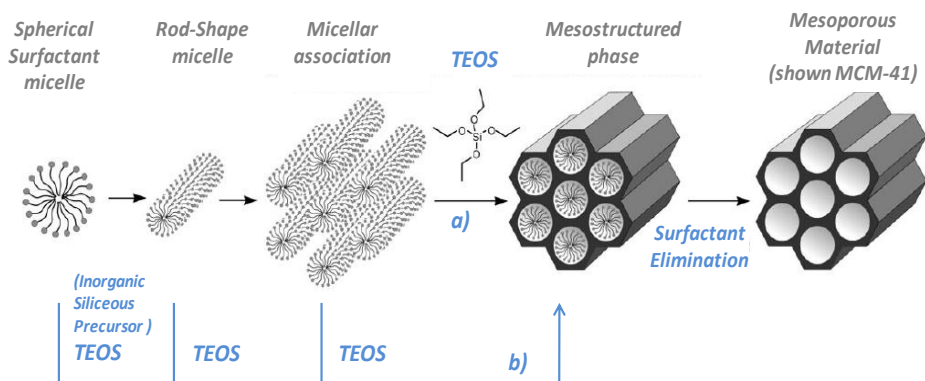 Spherical
Surfactant
micelle
Rod-Shape
micelle
Micellar
association
TEOS
Mesostructured
phase
Mesoporous
Material
(shown MCM-41)
O
O
Si
O
O
a)
Surfactant
Elimination
(Inorganic
Siliceous
Precursor )
TEOS
TEOS
TEOS
b)